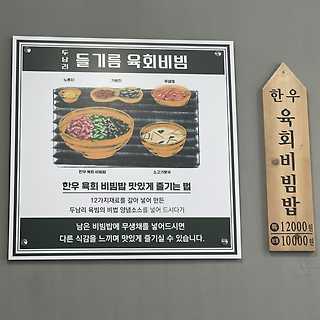 두남리
들기름 육회비빔
노른자
가바지
무생채
한우 육회 비빔밥
소고기뭇국
한우 육회 비빔밥 맛있게 즐기는 법
12가지재료를 갈아 넣어 만든
두남리 육빔의 비법 양념소스를 넣어 드시다가
남은 비빔밥에 무생채를 넣어드시면
다른 식감을 느끼며 맛있게 즐기실 수 있습니다.
한우
육회비빔밥
12000원
10000원